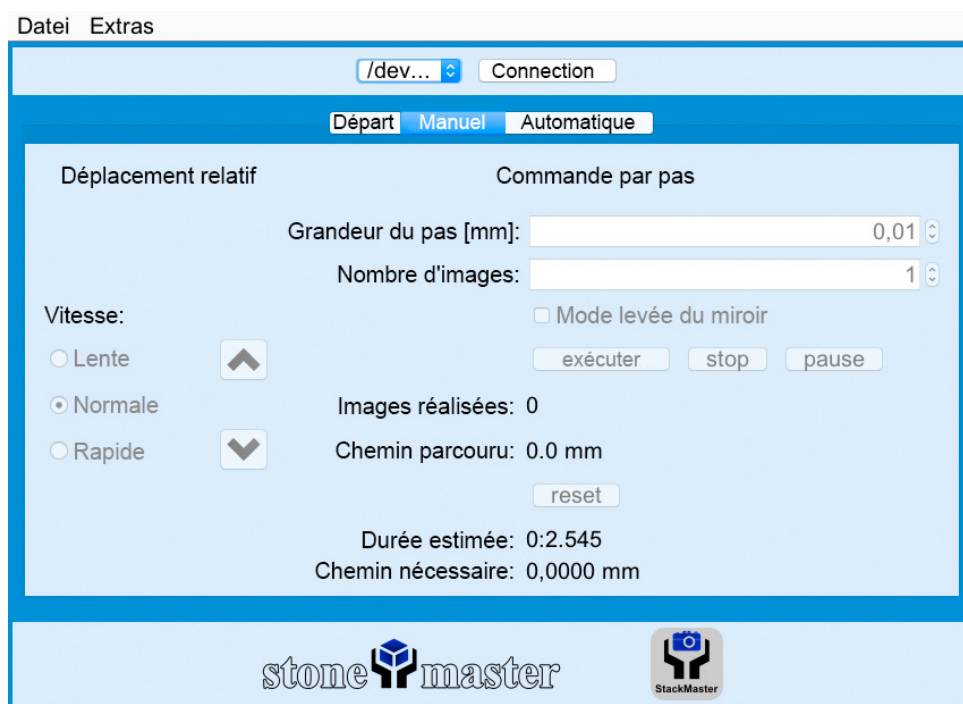 Datei Extras
/dev... Connection
Départ Manuel Automatique
Déplacement relatif Commande par pas
Grandeur du pas [mm]: 0,01
Nombre d'images: 1
Vitesse: Mode levée du miroir
Lente exécuter stop pause
Normale Images réalisées: 0
Rapide Chemin parcouru: 0.0 mm
reset
Durée estimée: 0:2.545
Chemin nécessaire: 0,0000 mm
stone master
StackMaster